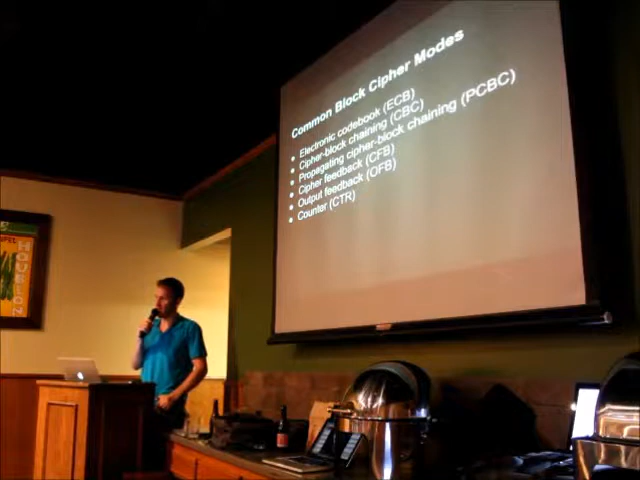 Common Block Cipher Modes
• Electronic codebook (ECB)
• Cipher-block chaining (CBC)
• Propagating cipher-block chaining (PCBC)
• Cipher feedback (CFB)
• Output feedback (OFB)
• Counter (CTR)
HOUBLON